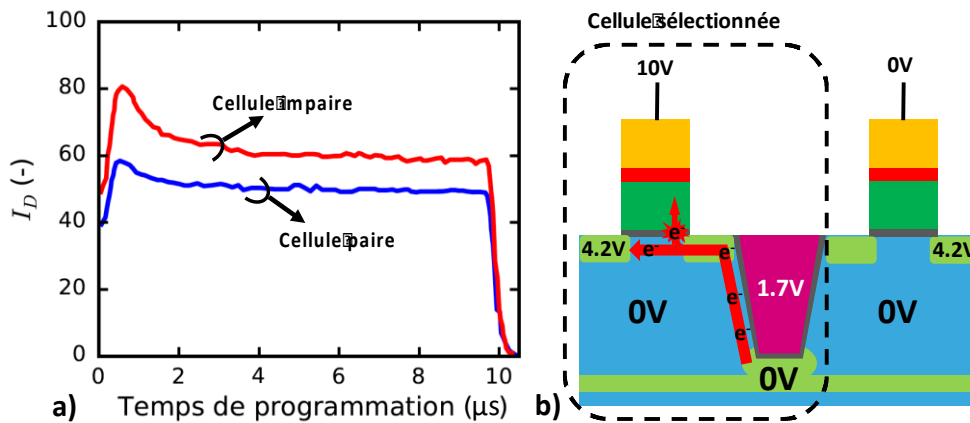 100
80
60
40
20
0
I_D (-)
Cellule impaire
Cellule paire
0 2 4 6 8 10
Temps de programmation (µs)
a)
Cellule sélectionnée
10V
0V
4.2V
e-
e-
e-
4.2V
1.7V
e-
0V
0V
e-
0V
b)